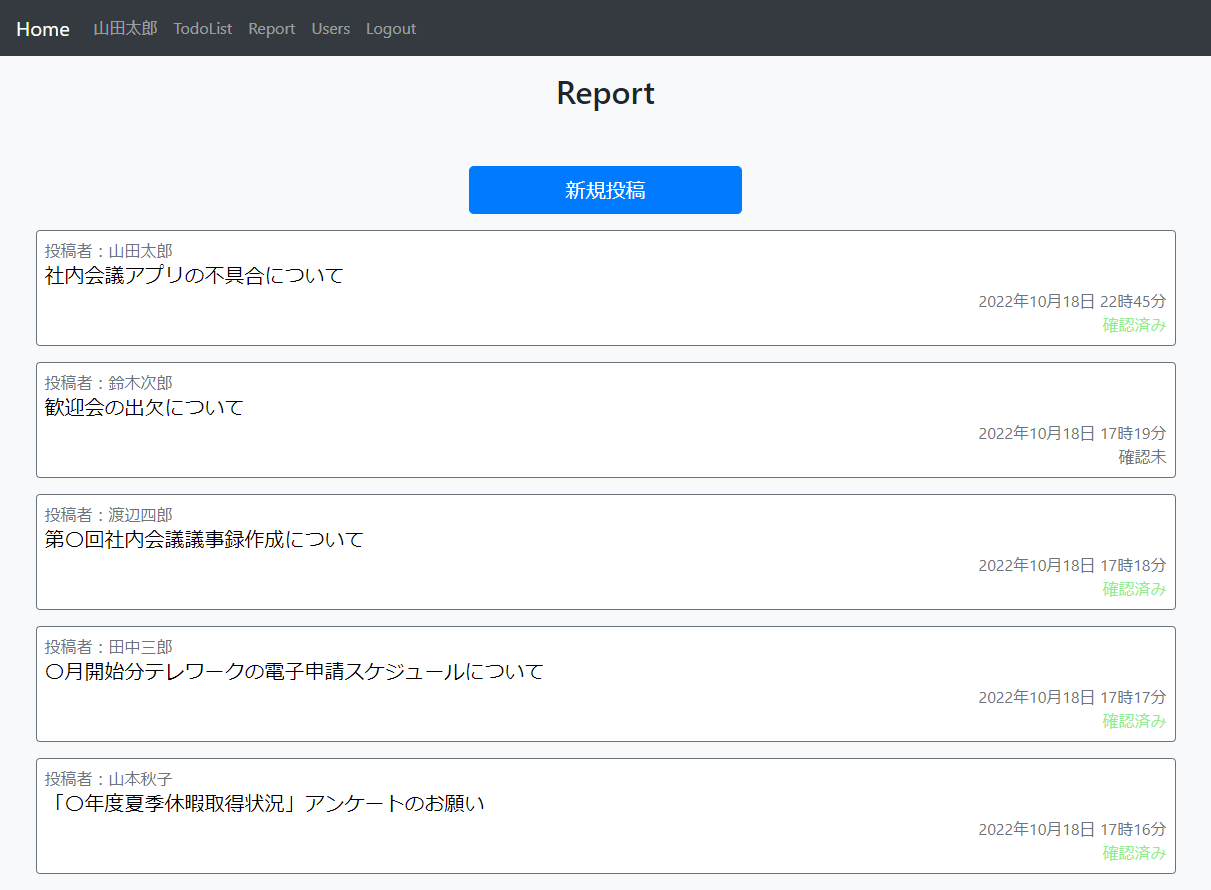 Home 山田太郎 TodoList Report Users Logout
Report
新規投稿
投稿者：山田太郎
社内会議アプリの不具合について
2022年10月18日 22時45分
確認済み
投稿者：鈴木次郎
歓迎会の出欠について
2022年10月18日 17時19分
確認未
投稿者：渡辺四郎
第〇回社内会議議事録作成について
2022年10月18日 17時18分
確認済み
投稿者：田中三郎
〇月開始分テレワークの電子申請スケジュールについて
2022年10月18日 17時17分
確認済み
投稿者：山本秋子
「〇年度夏季休暇取得状況」アンケートのお願い
2022年10月18日 17時16分
確認済み